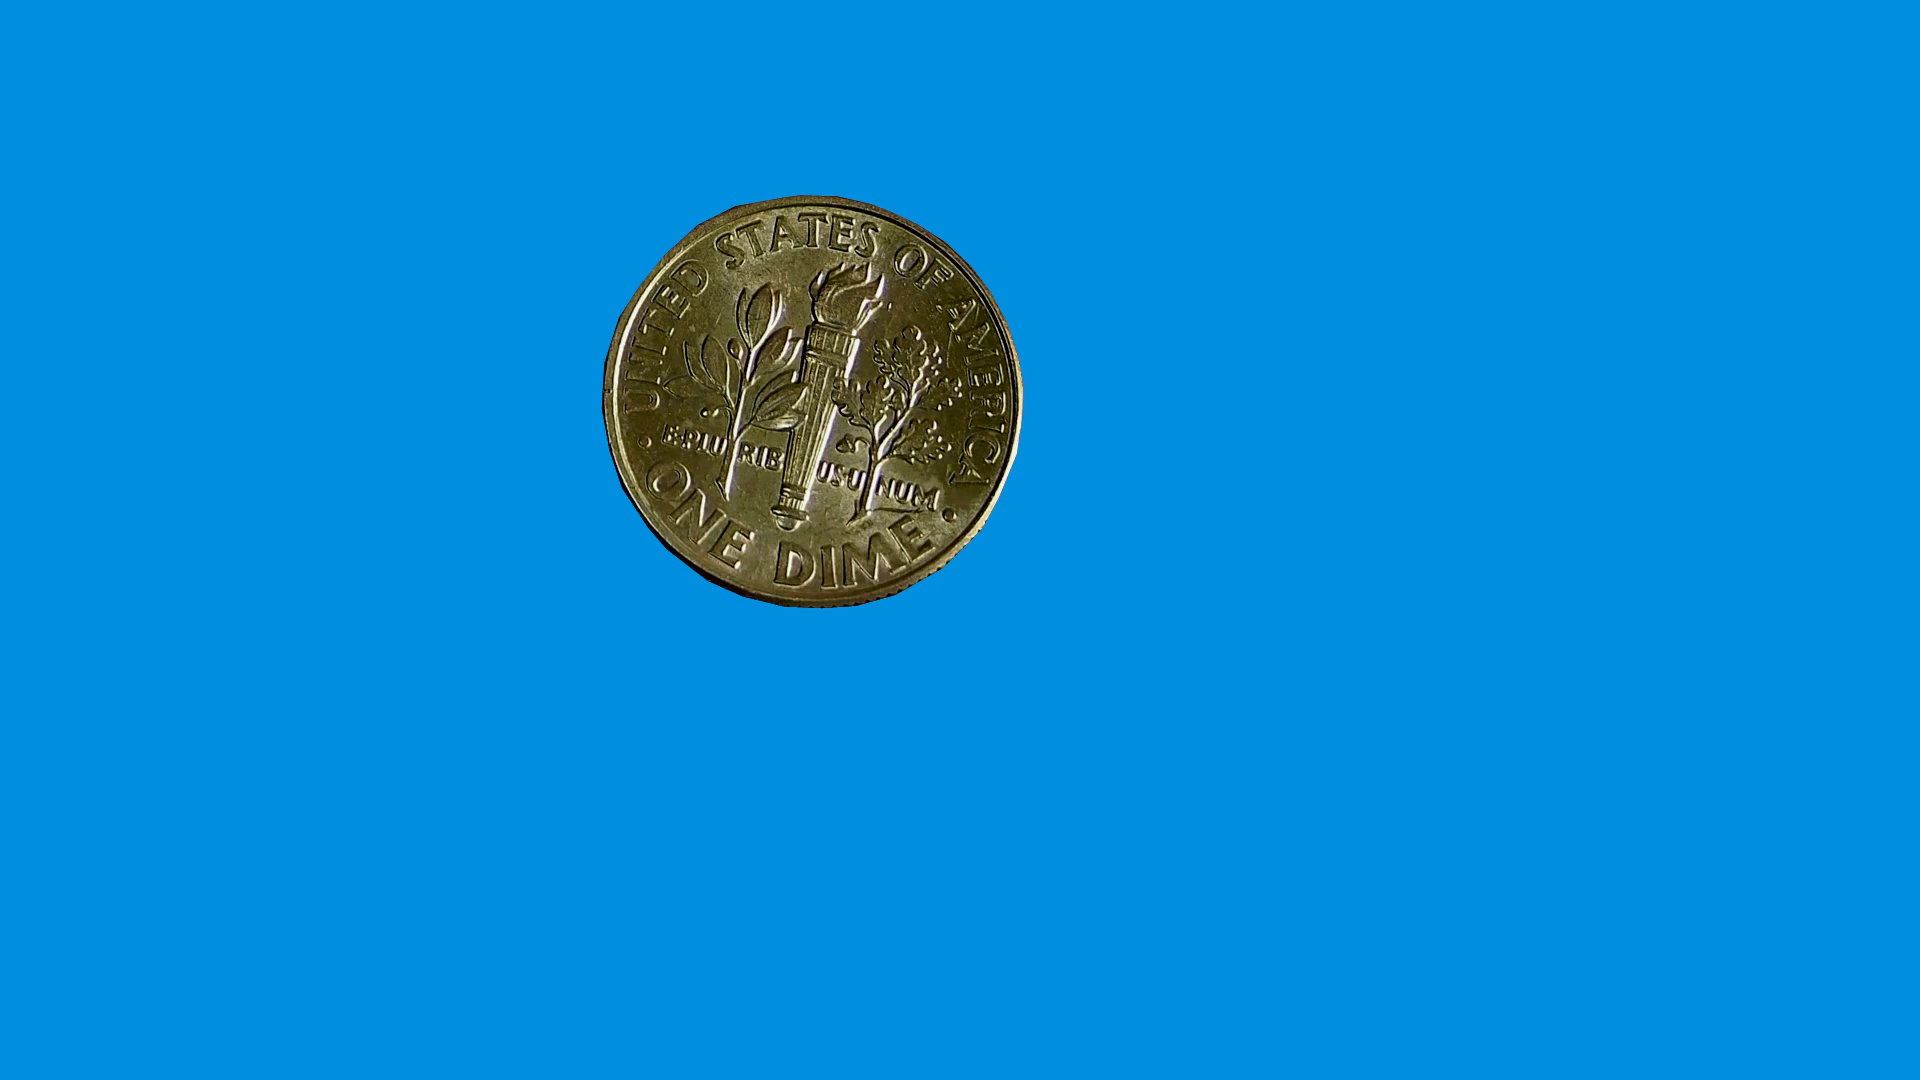 UNITED STATES OF AMERICA
E PLURIBUS UNUM
• ONE DIME •